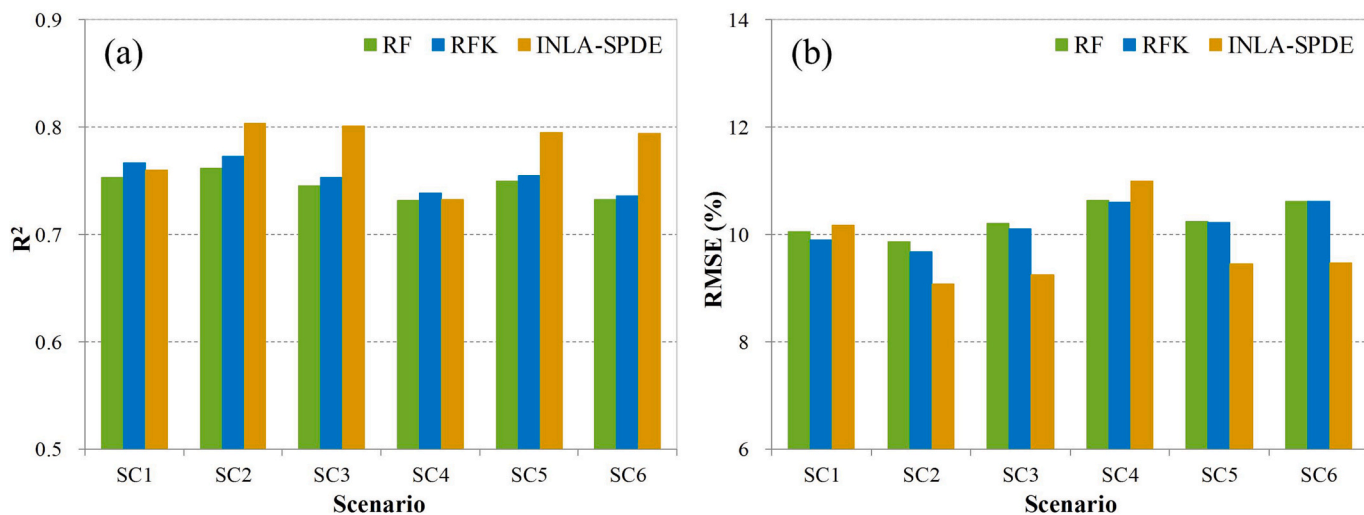 (a)
RF RFK INLA-SPDE
0.9
0.8
0.7
0.6
0.5
R²
SC1 SC2 SC3 SC4 SC5 SC6
Scenario
(b)
RF RFK INLA-SPDE
14
12
10
8
6
RMSE (%)
SC1 SC2 SC3 SC4 SC5 SC6
Scenario